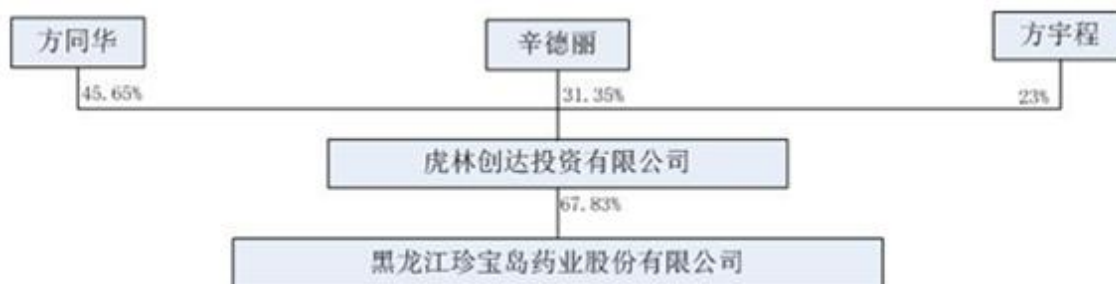 方同华
辛德丽
方宇程
45.65%
31.35%
23%
虎林创达投资有限公司
67.83%
黑龙江珍宝岛药业股份有限公司